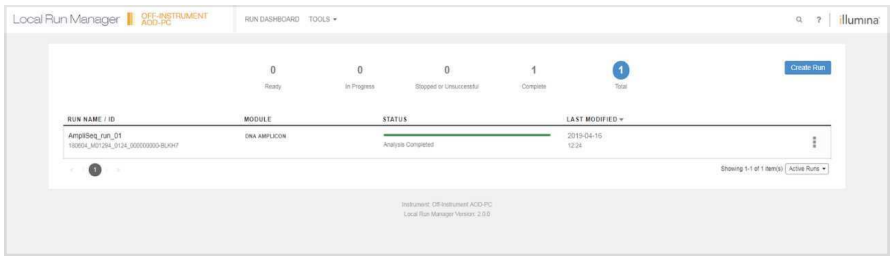 Local Run Manager
OFF-INSTRUMENT
AOD-PC
RUN DASHBOARD TOOLS
? illumina
0 0 0 1 1
Ready In Progress Stopped or Unsuccessful Complete Total
Create Run
RUN NAME / ID MODULE STATUS LAST MODIFIED
AmpliSeq_run_01 DNA AMPLICON 2019-04-16
180604_M01294_0124_000000000-BLKH7 Analysis Completed 12:24
1 Showing 1-1 of 1 item(s) Active Runs
Instrument: Off-Instrument AOD-PC
Local Run Manager Version: 2.0.0